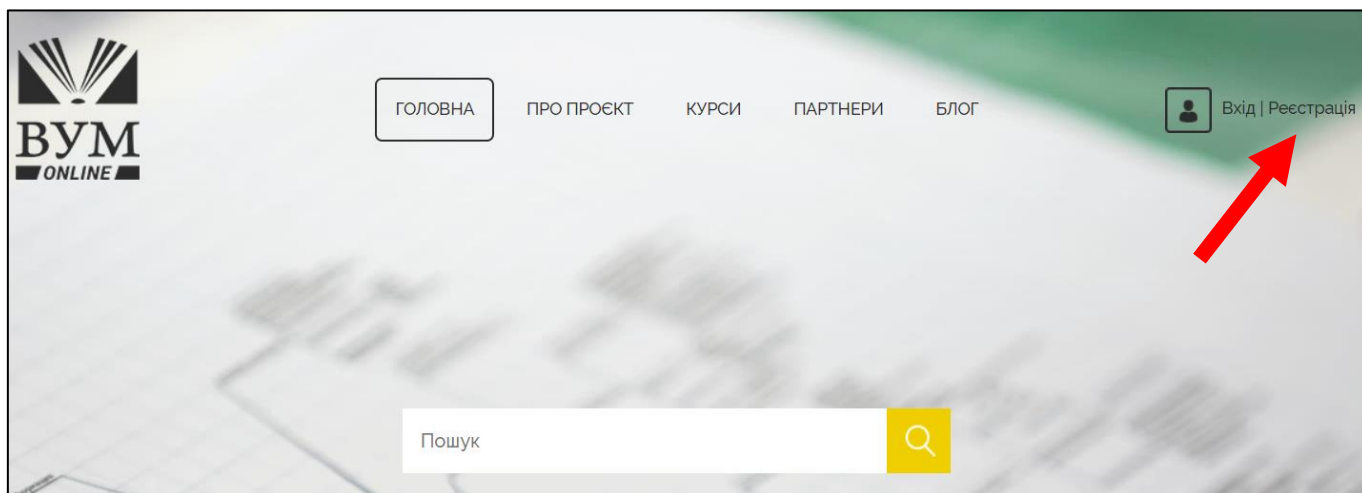 ВУМ
ONLINE
ГОЛОВНА ПРО ПРОЄКТ КУРСИ ПАРТНЕРИ БЛОГ Вхід | Реєстрація
Пошук